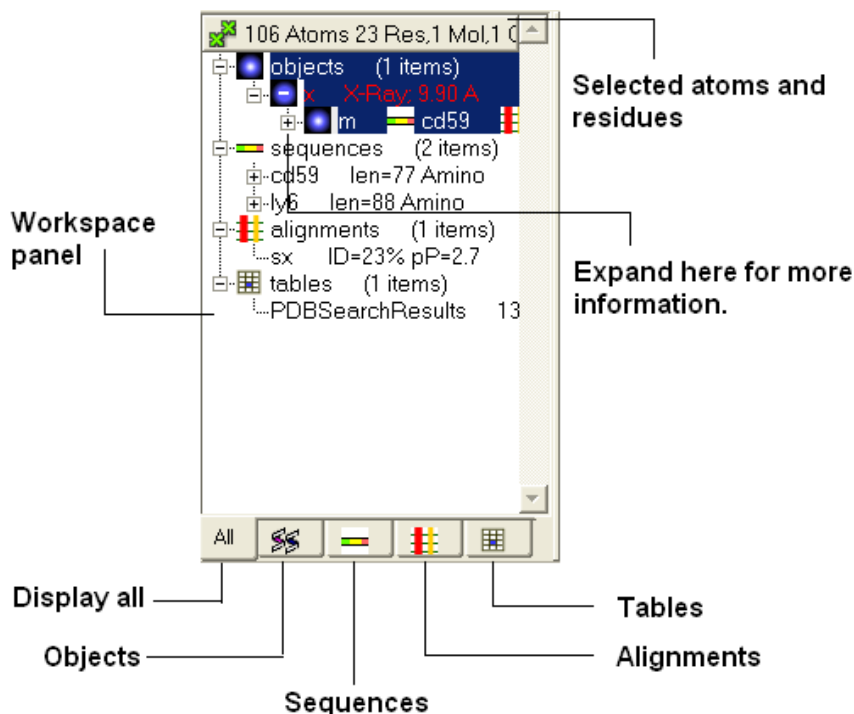 106 Atoms 23 Res,1 Mol,1
objects (1 items)
x X-Ray; 9.90 A
m cd59
sequences (2 items)
cd59 len=77 Amino
ly6 len=88 Amino
alignments (1 items)
sx ID=23% pP=2.7
tables (1 items)
PDBSearchResults 13
All
Selected atoms and
residues
Workspace
panel
Expand here for more
information.
Display all
Objects
Sequences
Tables
Alignments